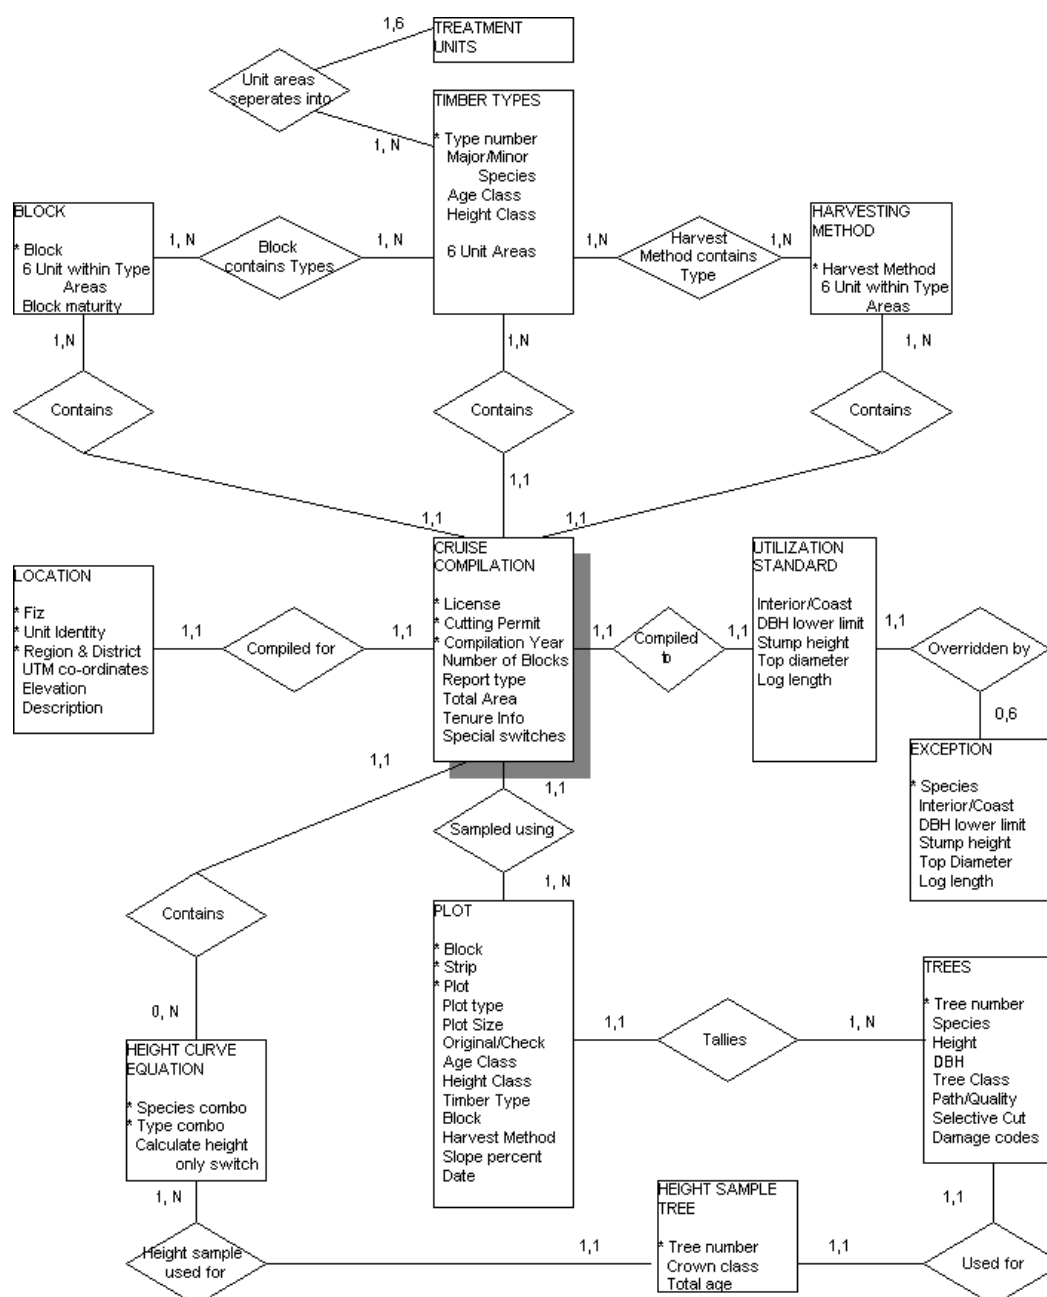 1,6
TREATMENT
UNITS
Unit areas
seperates into
1, N
TIMBER TYPES
* Type number
Major/Minor
Species
Age Class
Height Class
6 Unit Areas
BLOCK
* Block
6 Unit within Type
Areas
Block maturity
1, N
Block
contains Types
1, N
1,N
Harvest
Method contains
Type
1,N
HARVESTING
METHOD
* Harvest Method
6 Unit within Type
Areas
1,N
Contains
1,1
1,N
Contains
1,1
1, N
Contains
1,1
LOCATION
* Fiz
* Unit Identity
* Region & District
UTM co-ordinates
Elevation
Description
1,1
Compiled for
1,1
CRUISE
COMPILATION
* License
* Cutting Permit
* Compilation Year
Number of Blocks
Report type
Total Area
Tenure Info
Special switches
1,1
Compiled
to
1,1
UTILIZATION
STANDARD
Interior/Coast
DBH lower limit
Stump height
Top diameter
Log length
1,1
Overridden by
0,6
EXCEPTION
* Species
Interior/Coast
DBH lower limit
Stump height
Top Diameter
Log length
1,1
Contains
0, N
1,1
Sampled using
1, N
PLOT
* Block
* Strip
* Plot
Plot type
Plot Size
Original/Check
Age Class
Height Class
Timber Type
Block
Harvest Method
Slope percent
Date
1,1
Tallies
1, N
TREES
* Tree number
Species
Height
DBH
Tree Class
Path/Quality
Selective Cut
Damage codes
HEIGHT CURVE
EQUATION
* Species combo
* Type combo
Calculate height
only switch
1, N
Height sample
used for
1,1
HEIGHT SAMPLE
TREE
* Tree number
Crown class
Total age
1,1
Used for
1,1